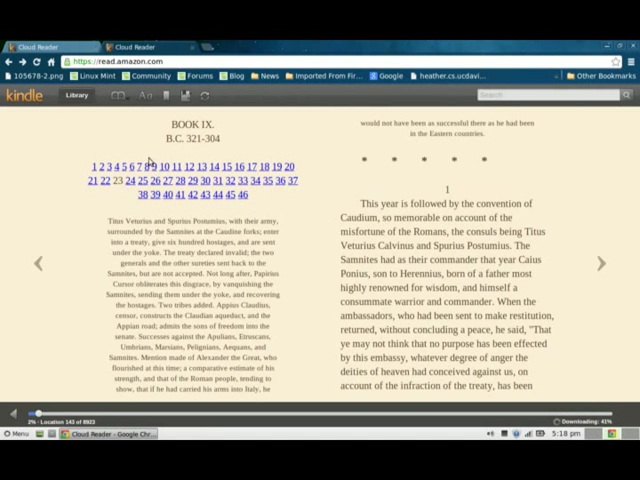 Cloud Reader
Cloud Reader
https://read.amazon.com
105678-2.png
Linux Mint
Community
Forums
Blog
News
Imported From Fir...
Google
heather.cs.ucdavi...
Other Bookmarks
kindle
Library
Aa
Search
BOOK IX.
B.C. 321-304
1 2 3 4 5 6 7 8 9 10 11 12 13 14 15 16 17 18 19 20
21 22 23 24 25 26 27 28 29 30 31 32 33 34 35 36 37
38 39 40 41 42 43 44 45 46
Titus Veturius and Spurius Postumius, with their army,
surrounded by the Samnites at the Caudine forks; enter
into a treaty, give six hundred hostages, and are sent
under the yoke. The treaty declared invalid; the two
generals and the other sureties sent back to the
Samnites, but are not accepted. Not long after, Papirius
Cursor obliterates this disgrace, by vanquishing the
Samnites, sending them under the yoke, and recovering
the hostages. Two tribes added. Appius Claudius,
censor, constructs the Claudian aqueduct, and the
Appian road; admits the sons of freedom into the
senate. Successes against the Apulians, Etruscans,
Umbrians, Marsians, Pelignians, Aequans, and
Samnites. Mention made of Alexander the Great, who
flourished at this time; a comparative estimate of his
strength, and that of the Roman people, tending to
show, that if he had carried his arms into Italy, he
would not have been as successful there as he had been
in the Eastern countries.
* * * * *
1
This year is followed by the convention of
Caudium, so memorable on account of the
misfortune of the Romans, the consuls being Titus
Veturius Calvinus and Spurius Postumius. The
Samnites had as their commander that year Caius
Ponius, son to Herennius, born of a father most
highly renowned for wisdom, and himself a
consummate warrior and commander. When the
ambassadors, who had been sent to make restitution,
returned, without concluding a peace, he said, "That
ye may not think that no purpose has been effected
by this embassy, whatever degree of anger the
deities of heaven had conceived against us, on
account of the infraction of the treaty, has been
2% · Location 143 of 8923
Downloading: 41%
Menu
Cloud Reader - Google Chr...
5:18 pm